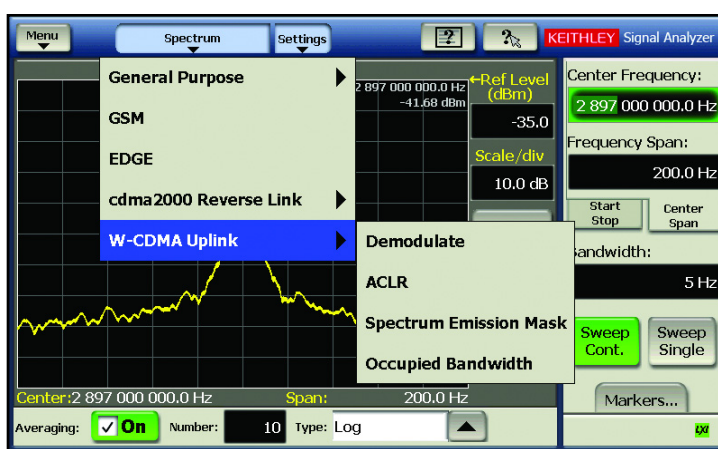 Menu Spectrum Settings KEITHLEY Signal Analyzer
General Purpose
GSM
EDGE
cdma2000 Reverse Link
W-CDMA Uplink
Demodulate
ACLR
Spectrum Emission Mask
Occupied Bandwidth
2 897 000 000.0 Hz
-41.68 dBm
←Ref Level
(dBm)
-35.0
Scale/div
10.0 dB
Center Frequency:
2 897 000 000.0 Hz
Frequency Span:
200.0 Hz
Start
Stop
Center
Span
andwidth:
5 Hz
Sweep
Cont.
Sweep
Single
Markers...
Center:2 897 000 000.0 Hz Span: 200.0 Hz
Averaging: On Number: 10 Type: Log
LXI